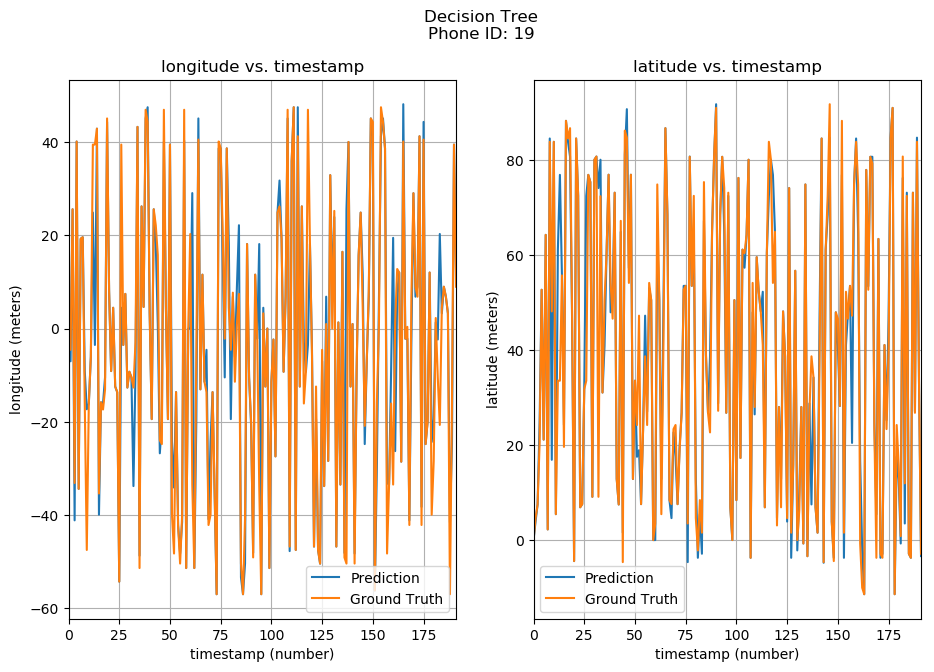 Decision Tree
Phone ID: 19
longitude vs. timestamp
longitude (meters)
40
20
0
−20
−40
−60
0
25
50
75
100
125
150
175
timestamp (number)
Prediction
Ground Truth
latitude vs. timestamp
latitude (meters)
80
60
40
20
0
0
25
50
75
100
125
150
175
timestamp (number)
Prediction
Ground Truth